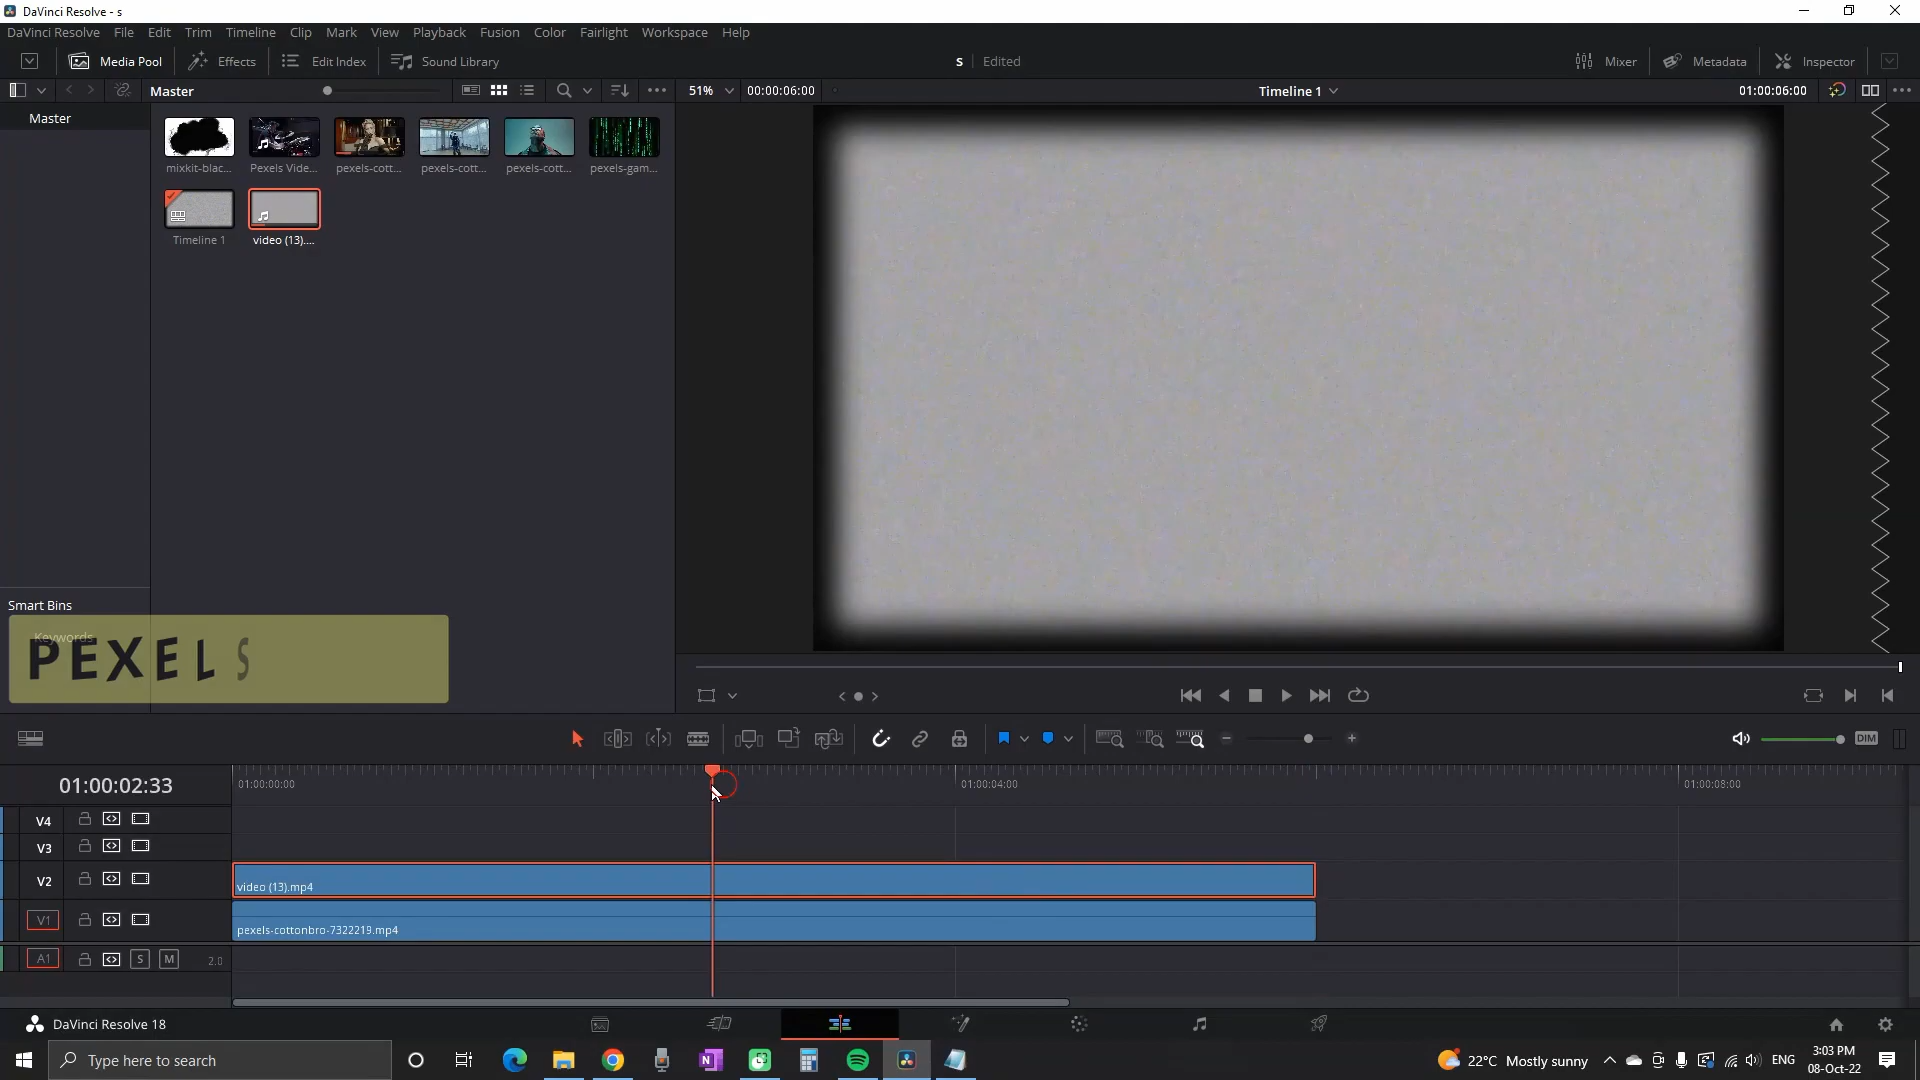 DaVinci Resolve - s
DaVinci Resolve File Edit Trim Timeline Clip Mark View Playback Fusion Color Fairlight Workspace Help
Media Pool Effects Edit Index Sound Library s Edited Mixer Metadata Inspector
Master 51% 00:00:06:00 Timeline 1 01:00:06:00
Master
mixkit-blac... Pexels Vide... pexels-cott... pexels-cott... pexels-cott... pexels-gam...
Timeline 1 video (13)....
Smart Bins
Keywords
PEXELS
DIM
01:00:02:33 01:00:00:00 01:00:04:00 01:00:08:00
V4
V3
V2 video (13).mp4
V1 pexels-cottonbro-7322219.mp4
A1 S M 2.0
DaVinci Resolve 18
Type here to search 22°C Mostly sunny ENG 3:03 PM
08-Oct-22